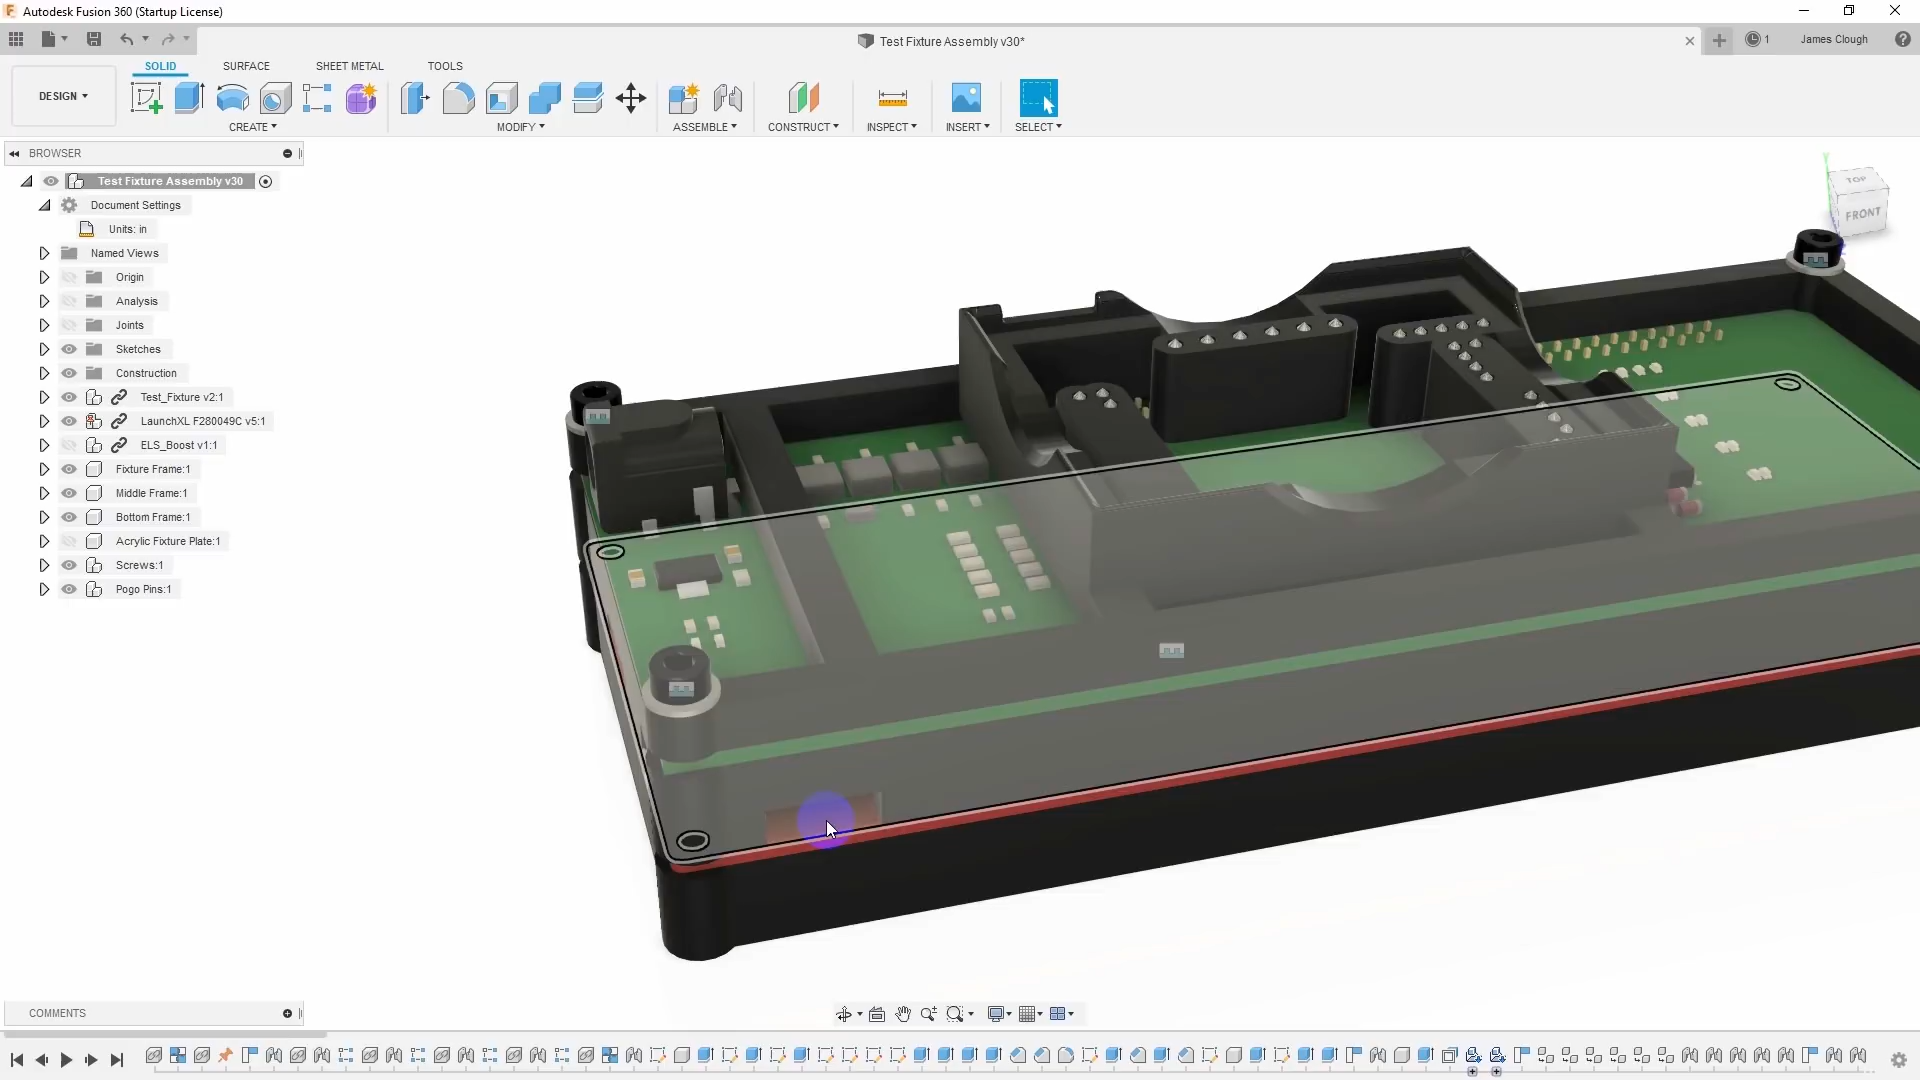 Autodesk Fusion 360 (Startup License)
Test Fixture Assembly v30*
1
James Clough
DESIGN
SOLID
SURFACE
SHEET METAL
TOOLS
CREATE
MODIFY
ASSEMBLE
CONSTRUCT
INSPECT
INSERT
SELECT
BROWSER
Test Fixture Assembly v30
Document Settings
Units: in
Named Views
Origin
Analysis
Joints
Sketches
Construction
Test_Fixture v2:1
LaunchXL F280049C v5:1
ELS_Boost v1:1
Fixture Frame:1
Middle Frame:1
Bottom Frame:1
Acrylic Fixture Plate:1
Screws:1
Pogo Pins:1
TOP
FRONT
COMMENTS